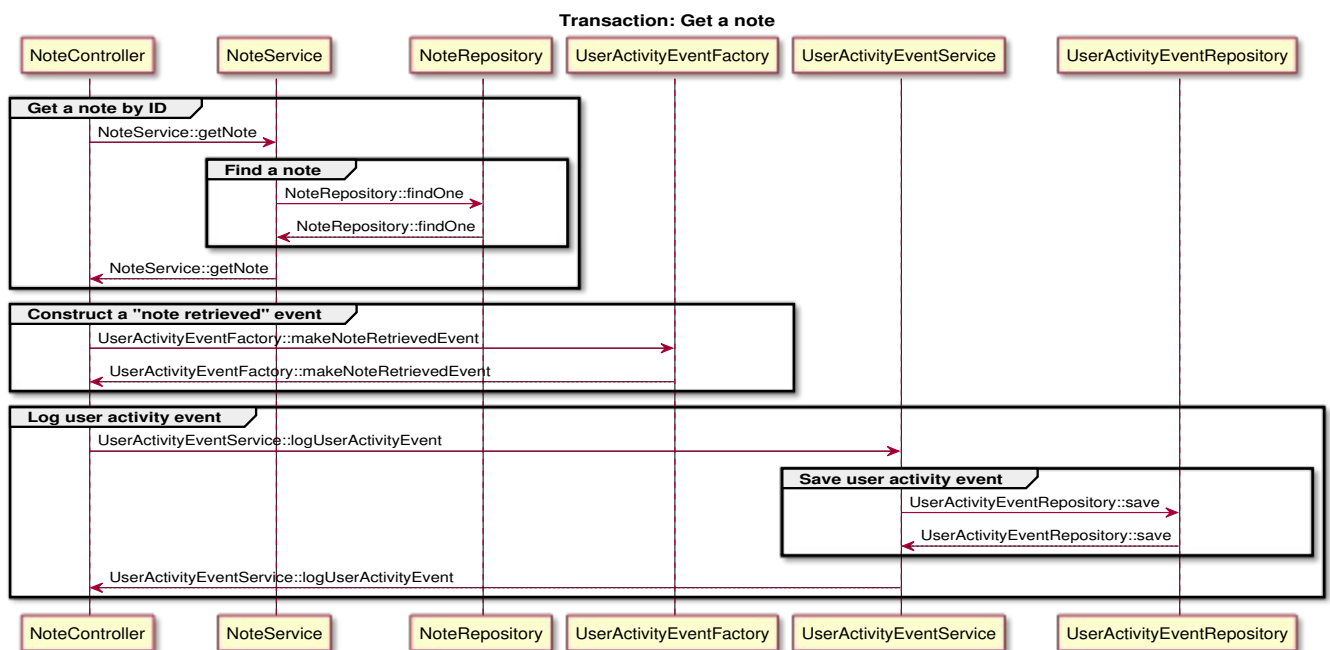 Transaction: Get a note
NoteController NoteService NoteRepository UserActivityEventFactory UserActivityEventService UserActivityEventRepository
Get a note by ID
NoteService::getNote
Find a note
NoteRepository::findOne
NoteRepository::findOne
NoteService::getNote
Construct a "note retrieved" event
UserActivityEventFactory::makeNoteRetrievedEvent
UserActivityEventFactory::makeNoteRetrievedEvent
Log user activity event
UserActivityEventService::logUserActivityEvent
Save user activity event
UserActivityEventRepository::save
UserActivityEventRepository::save
UserActivityEventService::logUserActivityEvent
NoteController NoteService NoteRepository UserActivityEventFactory UserActivityEventService UserActivityEventRepository